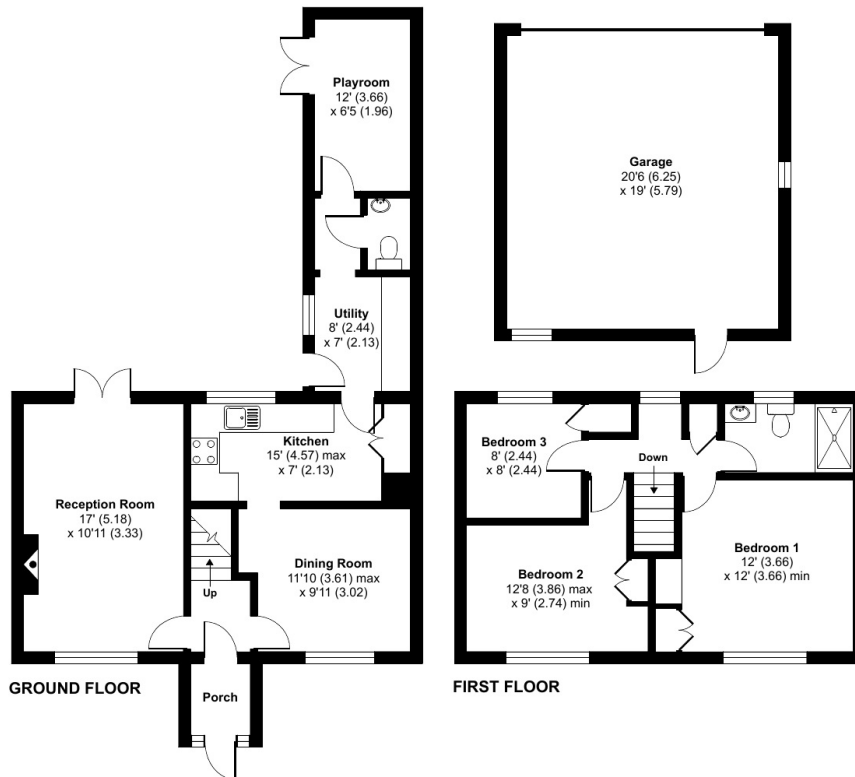 Playroom
12' (3.66)
x 6'5 (1.96)
Garage
20'6 (6.25)
x 19' (5.79)
Utility
8' (2.44)
x 7' (2.13)
Kitchen
15' (4.57) max
x 7' (2.13)
Reception Room
17' (5.18)
x 10'11 (3.33)
Dining Room
11'10 (3.61) max
x 9'11 (3.02)
Up
Porch
GROUND FLOOR
Bedroom 3
8' (2.44)
x 8' (2.44)
Down
Bedroom 1
12' (3.66)
x 12' (3.66) min
Bedroom 2
12'8 (3.86) max
x 9' (2.74) min
FIRST FLOOR